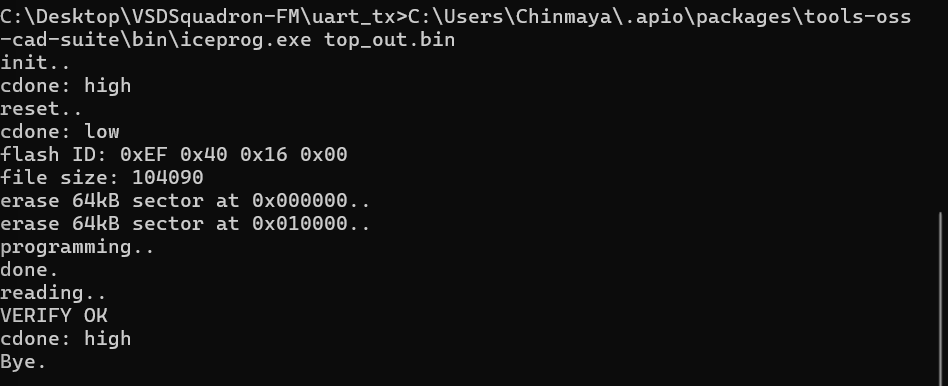 C:\Desktop\VSDSquadron-FM\uart_tx>C:\Users\Chinmaya\.apio\packages\tools-oss
-cad-suite\bin\iceprog.exe top_out.bin
init..
cdone: high
reset..
cdone: low
flash ID: 0xEF 0x40 0x16 0x00
file size: 104090
erase 64kB sector at 0x000000..
erase 64kB sector at 0x010000..
programming..
done.
reading..
VERIFY OK
cdone: high
Bye.